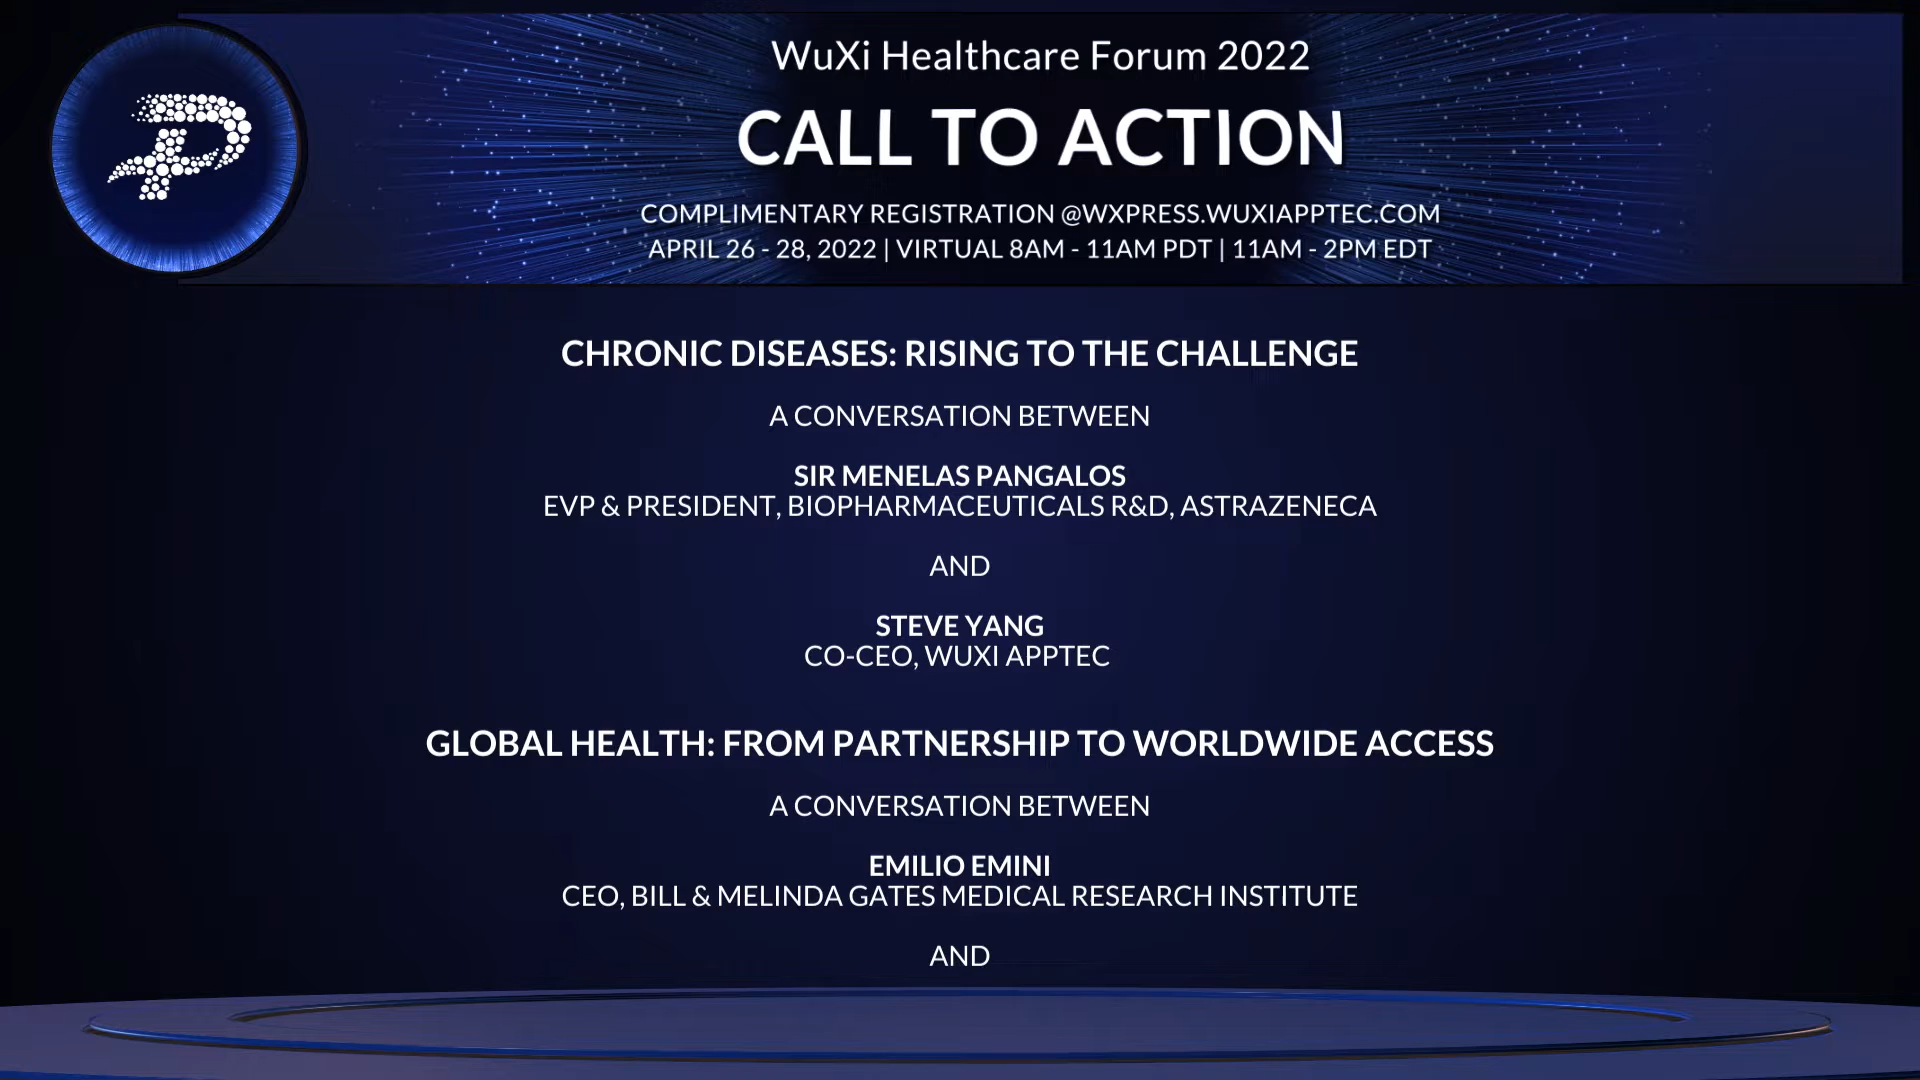 WuXi Healthcare Forum 2022
CALL TO ACTION
COMPLIMENTARY REGISTRATION @WXPRESS.WUXIAPPTEC.COM
APRIL 26 - 28, 2022 | VIRTUAL 8AM - 11AM PDT | 11AM - 2PM EDT
CHRONIC DISEASES: RISING TO THE CHALLENGE
A CONVERSATION BETWEEN
SIR MENELAS PANGALOS
EVP & PRESIDENT, BIOPHARMACEUTICALS R&D, ASTRAZENECA
AND
STEVE YANG
CO-CEO, WUXI APPTEC
GLOBAL HEALTH: FROM PARTNERSHIP TO WORLDWIDE ACCESS
A CONVERSATION BETWEEN
EMILIO EMINI
CEO, BILL & MELINDA GATES MEDICAL RESEARCH INSTITUTE
AND